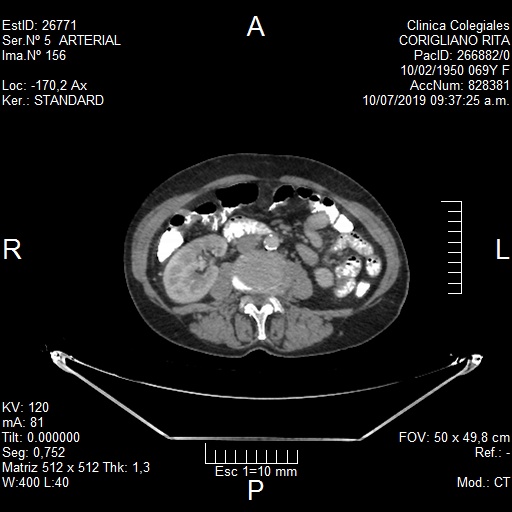 EstID: 26771
Ser.Nº 5 ARTERIAL
Ima.Nº 156
Loc: -170,2 Ax
Ker.: STANDARD
A
Clinica Colegiales
CORIGLIANO RITA
PacID: 266882/0
10/02/1950 069Y F
AccNum: 828381
10/07/2019 09:37:25 a.m.
R
L
KV: 120
mA: 81
Tilt: 0.000000
Seg: 0,752
Matriz 512 x 512 Thk: 1,3
W:400 L:40
Esc 1=10 mm
P
FOV: 50 x 49,8 cm
Ref.: -
Mod.: CT